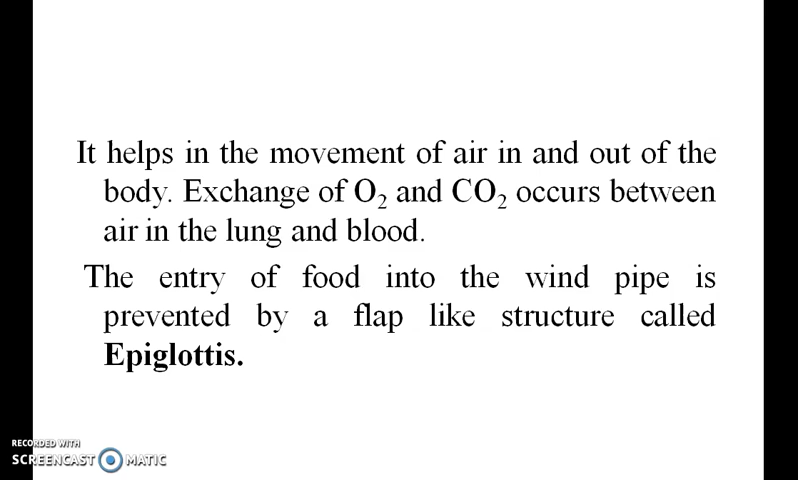 It helps in the movement of air in and out of the
body. Exchange of O₂ and CO₂ occurs between
air in the lung and blood.
The entry of food into the wind pipe is
prevented by a flap like structure called
Epiglottis.
RECORDED WITH
SCREENCAST MATIC